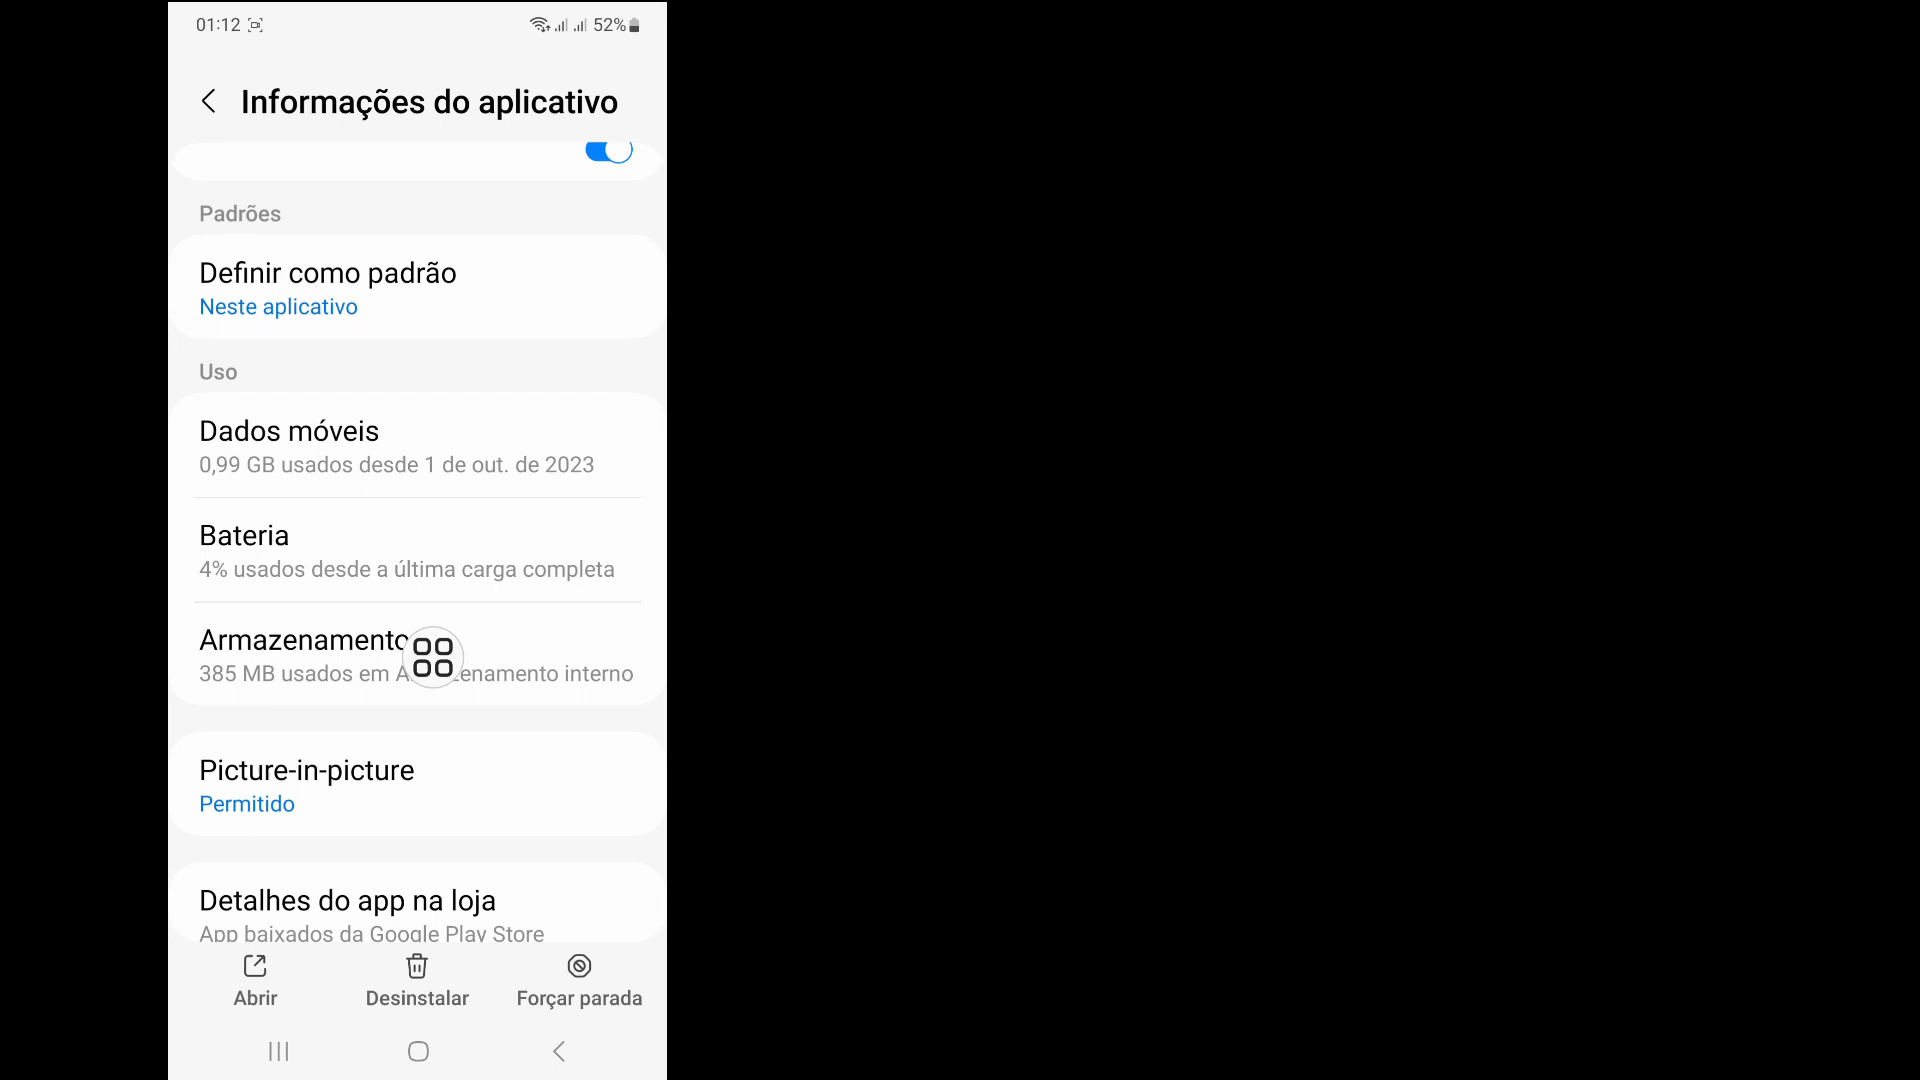 01:12
52%
Informações do aplicativo
Padrões
Definir como padrão
Neste aplicativo
Uso
Dados móveis
0,99 GB usados desde 1 de out. de 2023
Bateria
4% usados desde a última carga completa
Armazenamento
385 MB usados em A enamento interno
Picture-in-picture
Permitido
Detalhes do app na loja
App baixados da Google Play Store
Abrir
Desinstalar
Forçar parada